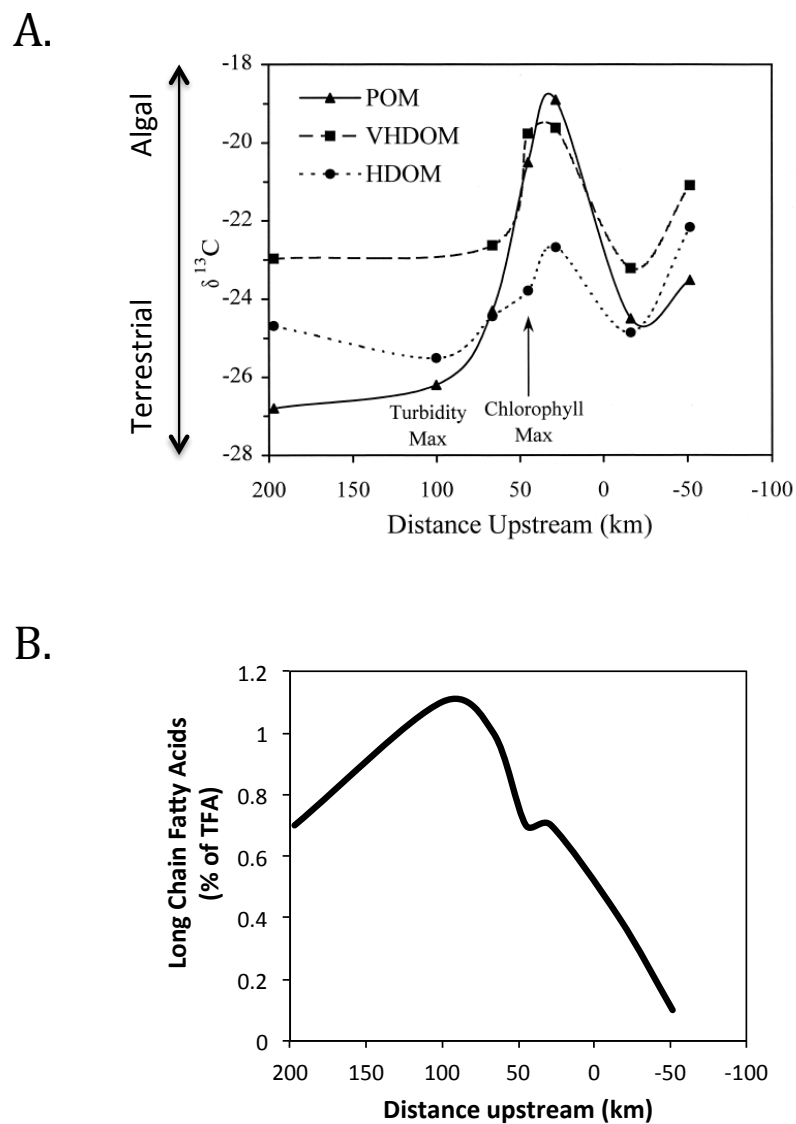 A.
Algal
Terrestrial
δ ¹³C
-18
-20
-22
-24
-26
-28
POM
VHDOM
HDOM
Turbidity
Max
Chlorophyll
Max
200 150 100 50 0 -50 -100
Distance Upstream (km)
B.
Long Chain Fatty Acids
(% of TFA)
1.2
1
0.8
0.6
0.4
0.2
0
200 150 100 50 0 -50 -100
Distance upstream (km)